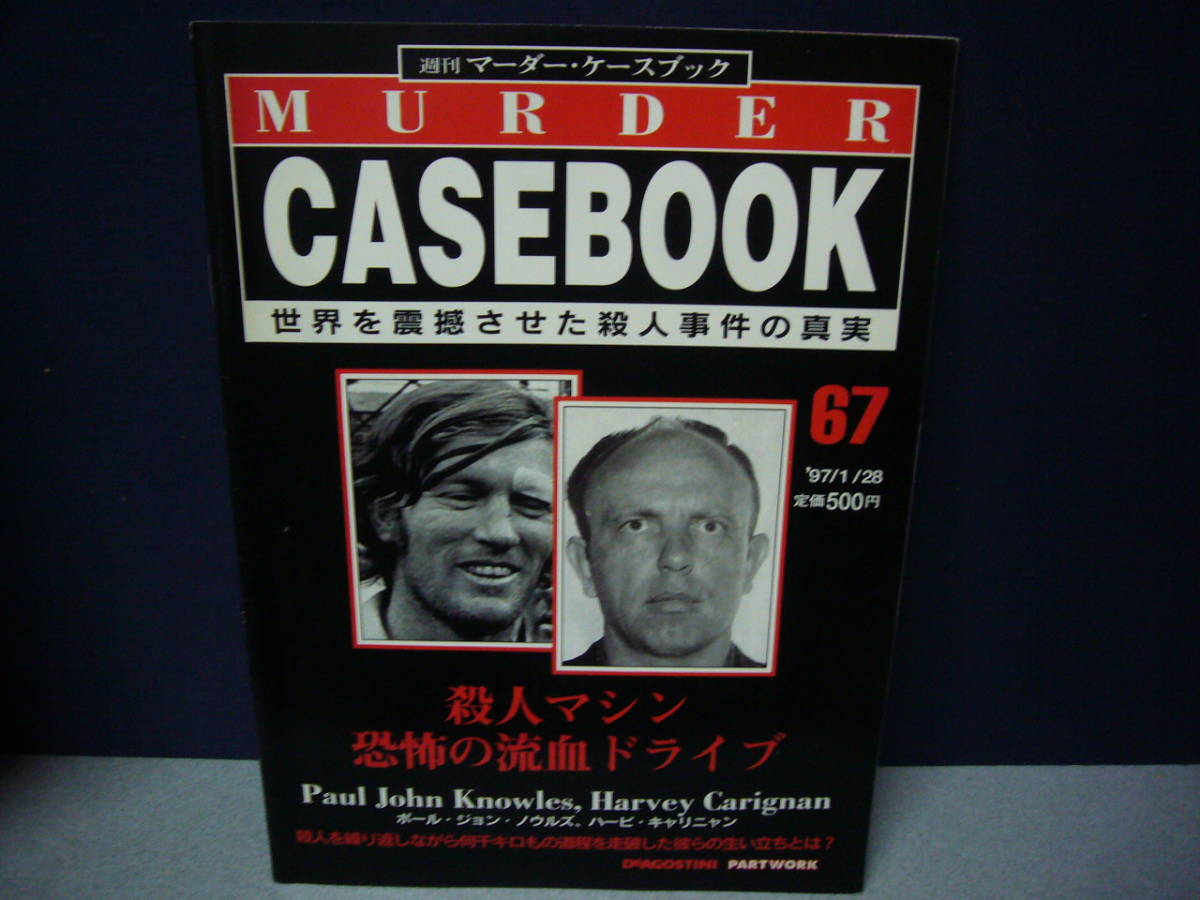 週刊 マーダー・ケースブック
MURDER
CASEBOOK
世界を震撼させた殺人事件の真実
67
'97/1/28
定価500円
殺人マシン
恐怖の流血ドライブ
Paul John Knowles, Harvey Carignan
ポール・ジョン・ノウルズ、ハービ・キャリニャン
殺人を繰り返しながら何千キロもの道程を走破した彼らの生い立ちとは？
DeAGOSTINI PARTWORK